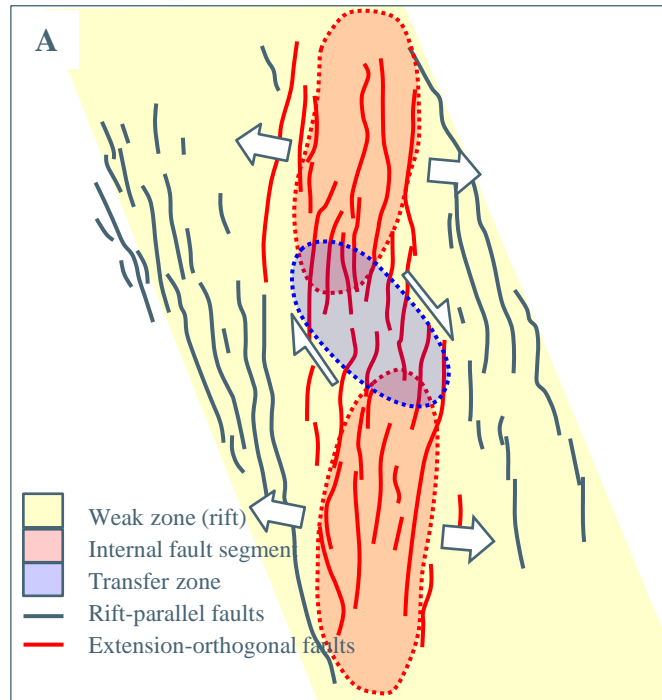 A
Weak zone (rift)
Internal fault segment
Transfer zone
Rift-parallel faults
Extension-orthogonal faults